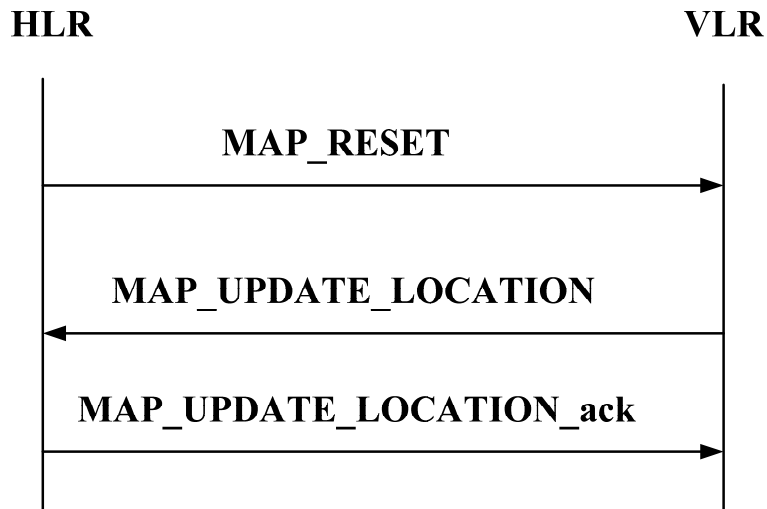 HLR VLR
MAP_RESET
MAP_UPDATE_LOCATION
MAP_UPDATE_LOCATION_ack